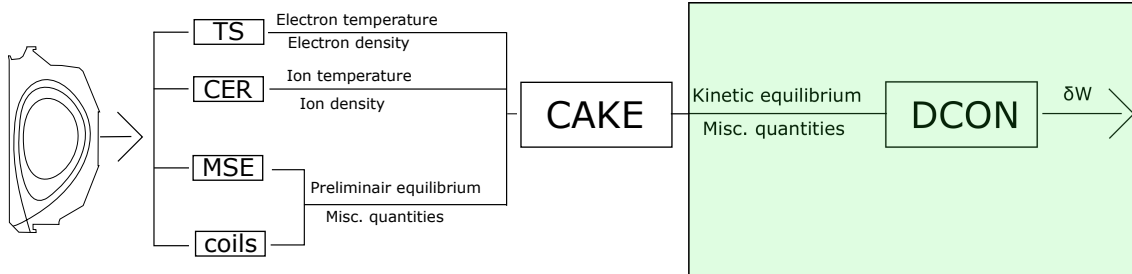 TS
Electron temperature
Electron density
CER
Ion temperature
Ion density
MSE
coils
Preliminair equilibrium
Misc. quantities
CAKE
Kinetic equilibrium
Misc. quantities
DCON
δW